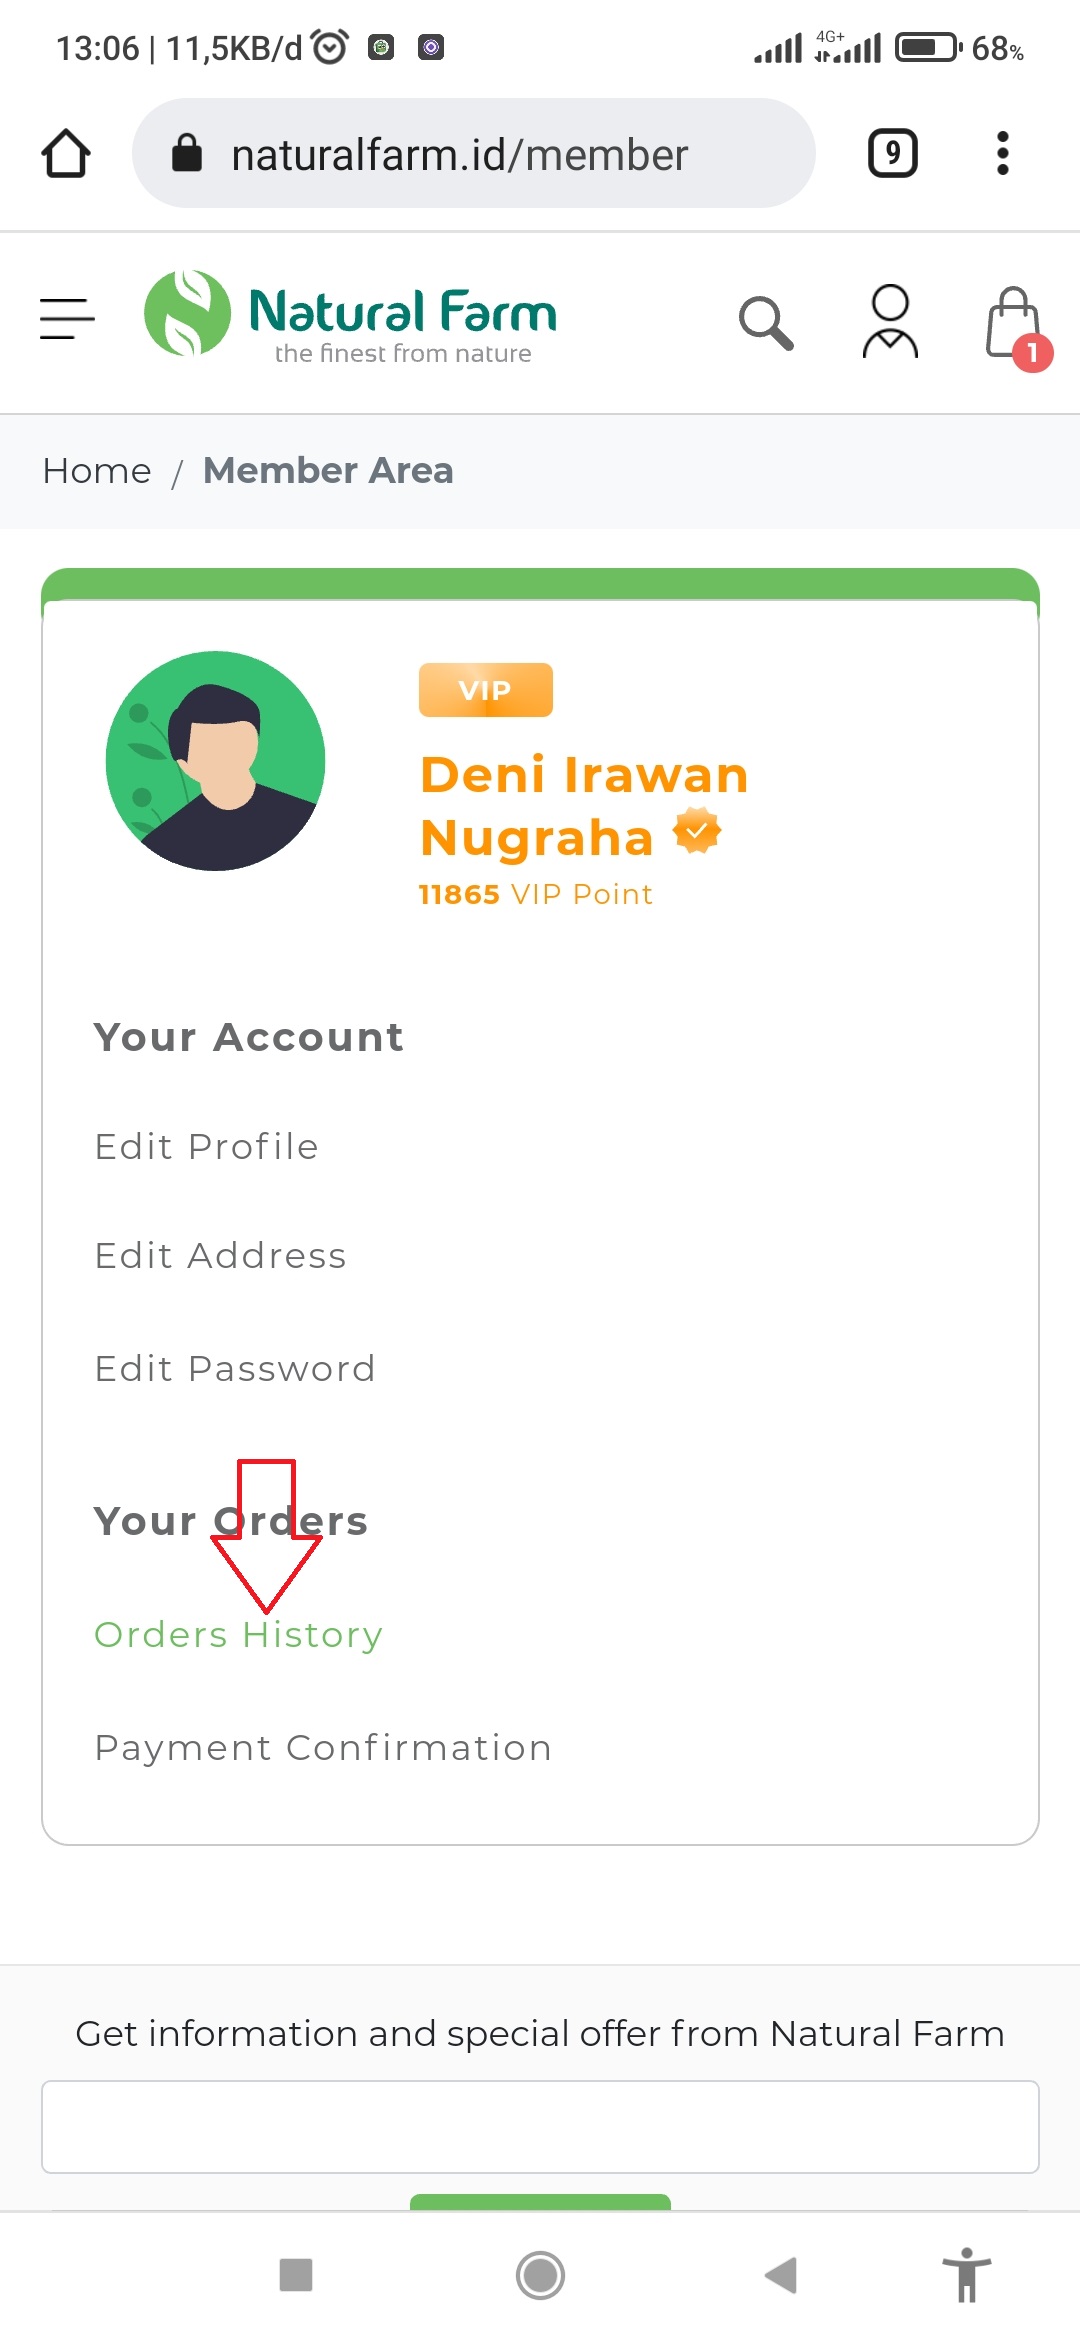 13:06 | 11,5KB/d
4G+
68%
naturalfarm.id/member
9
Natural Farm
the finest from nature
1
Home / Member Area
VIP
Deni Irawan
Nugraha
11865 VIP Point
Your Account
Edit Profile
Edit Address
Edit Password
Your Orders
Orders History
Payment Confirmation
Get information and special offer from Natural Farm